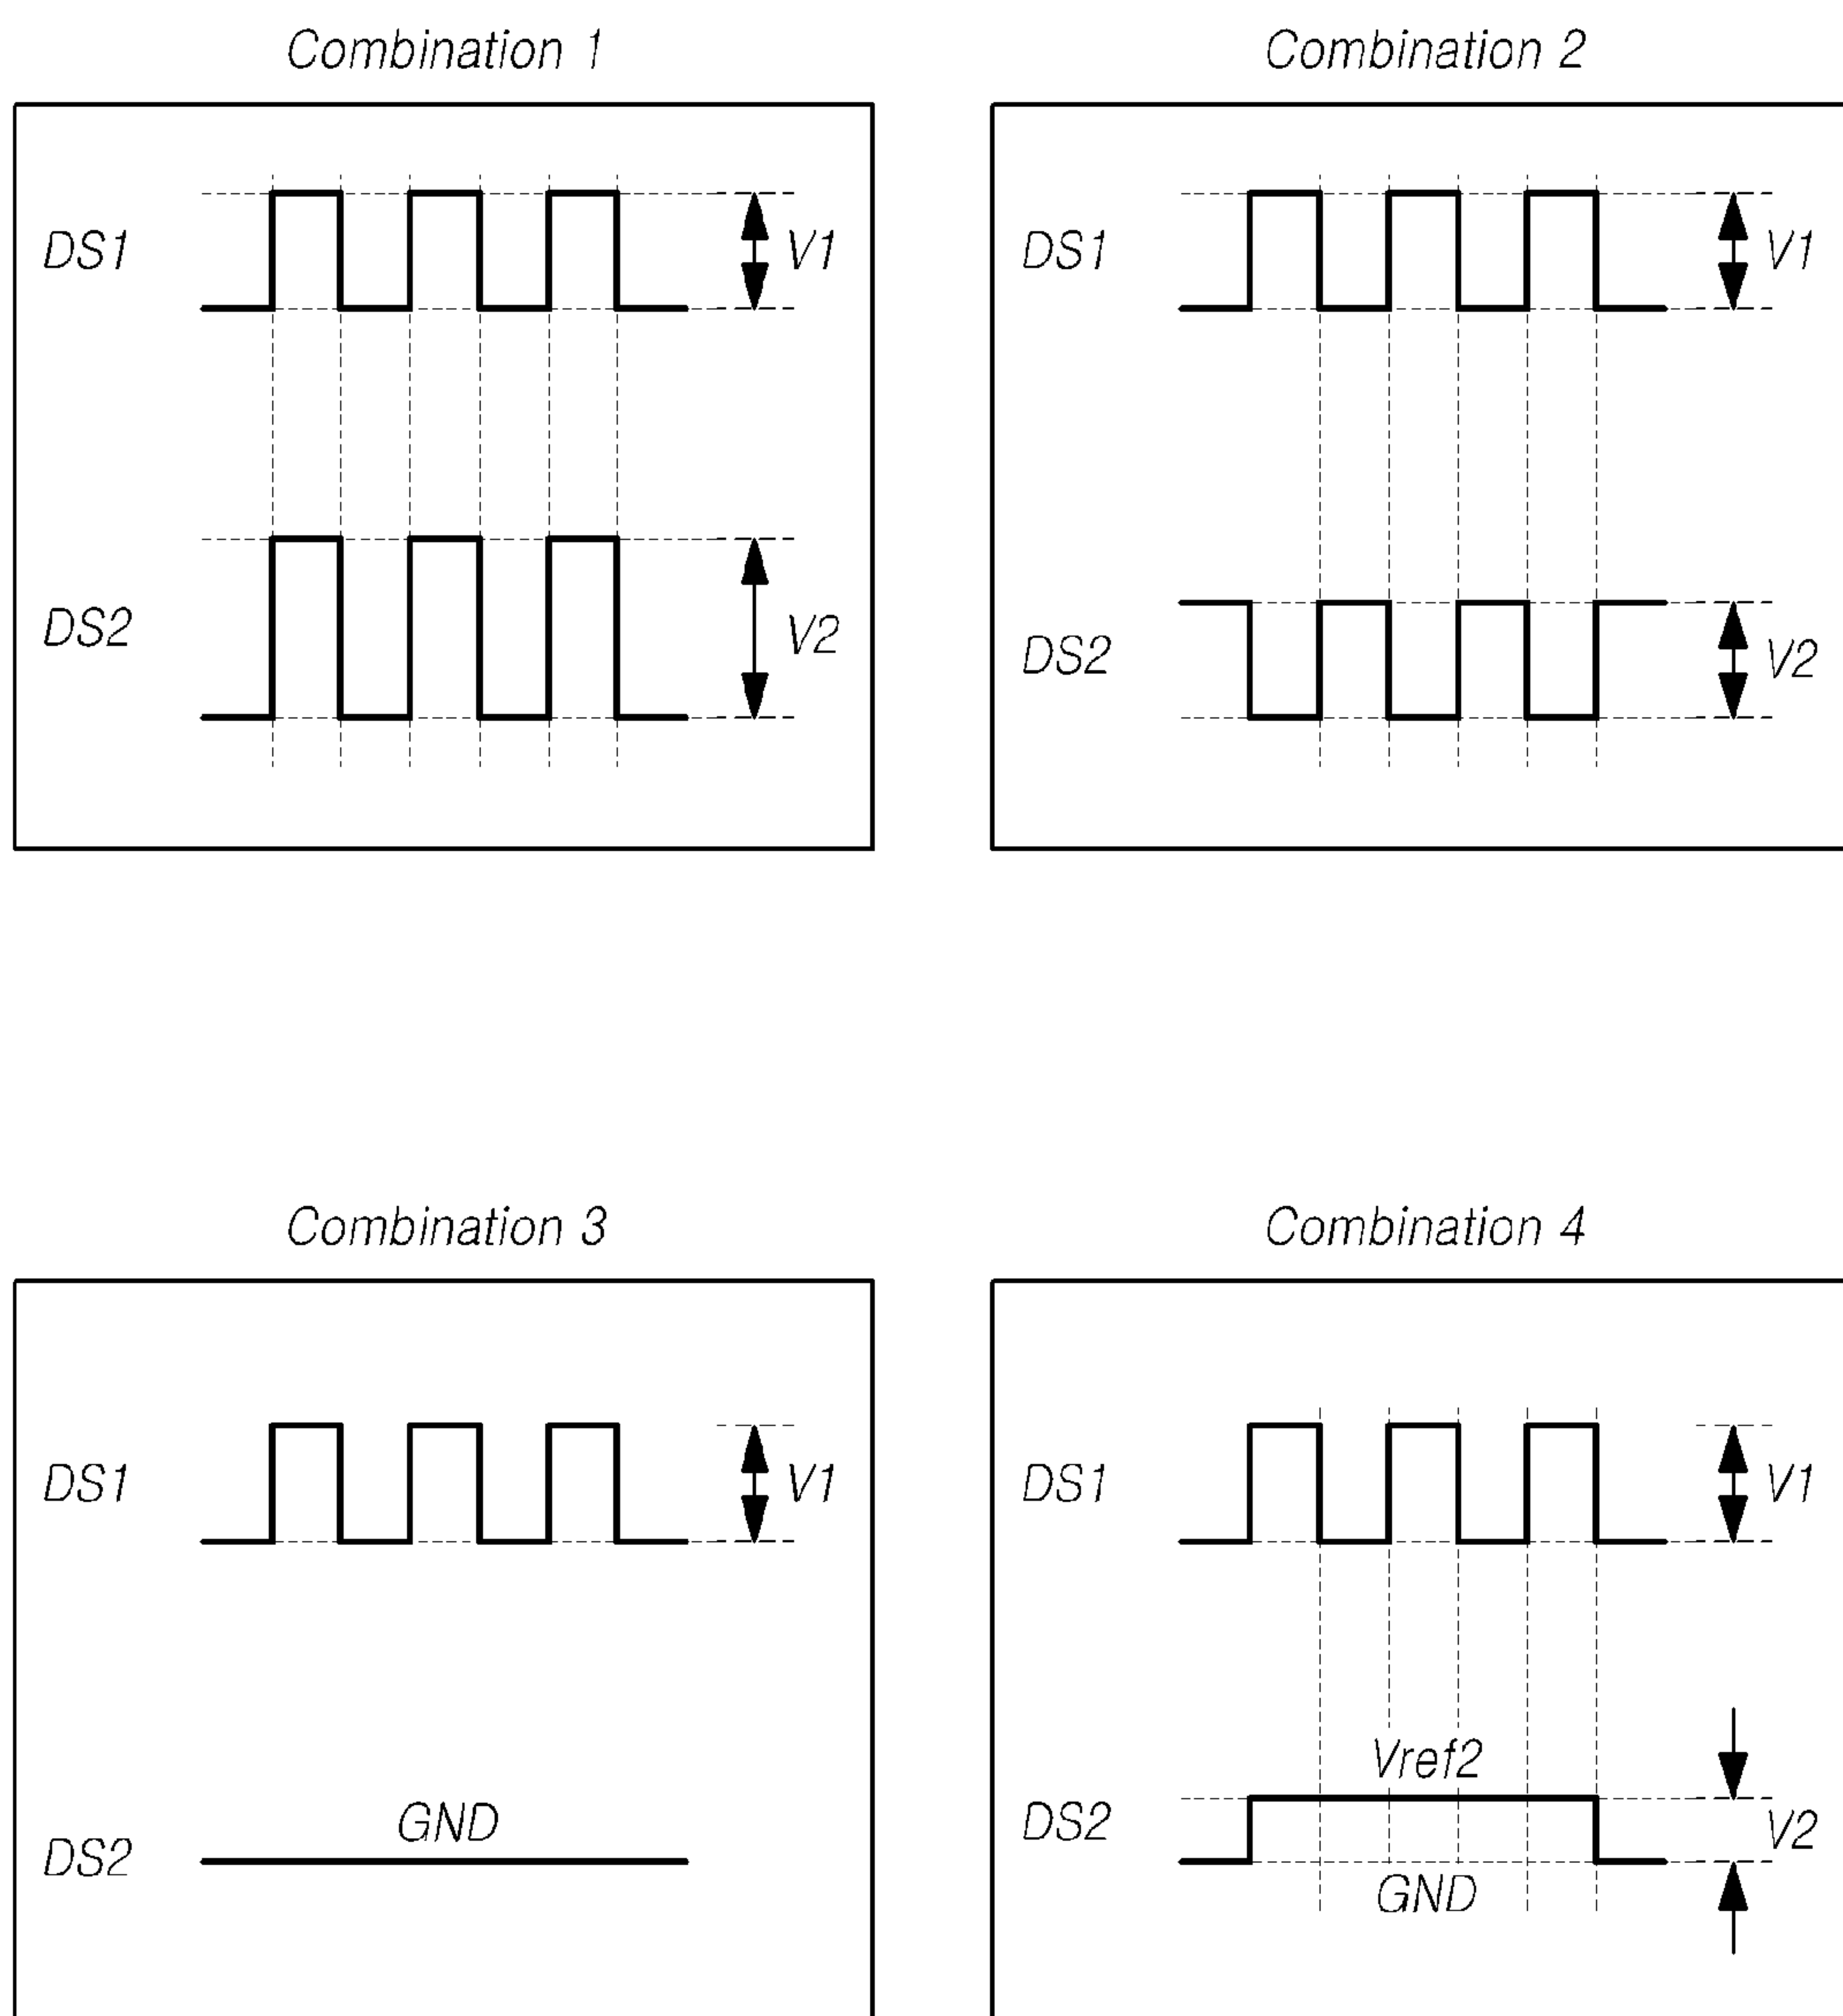 Combination 1
DS1
V1
DS2
V2
Combination 2
DS1
V1
DS2
V2
Combination 3
DS1
V1
GND
DS2
Combination 4
DS1
V1
Vref2
DS2
V2
GND